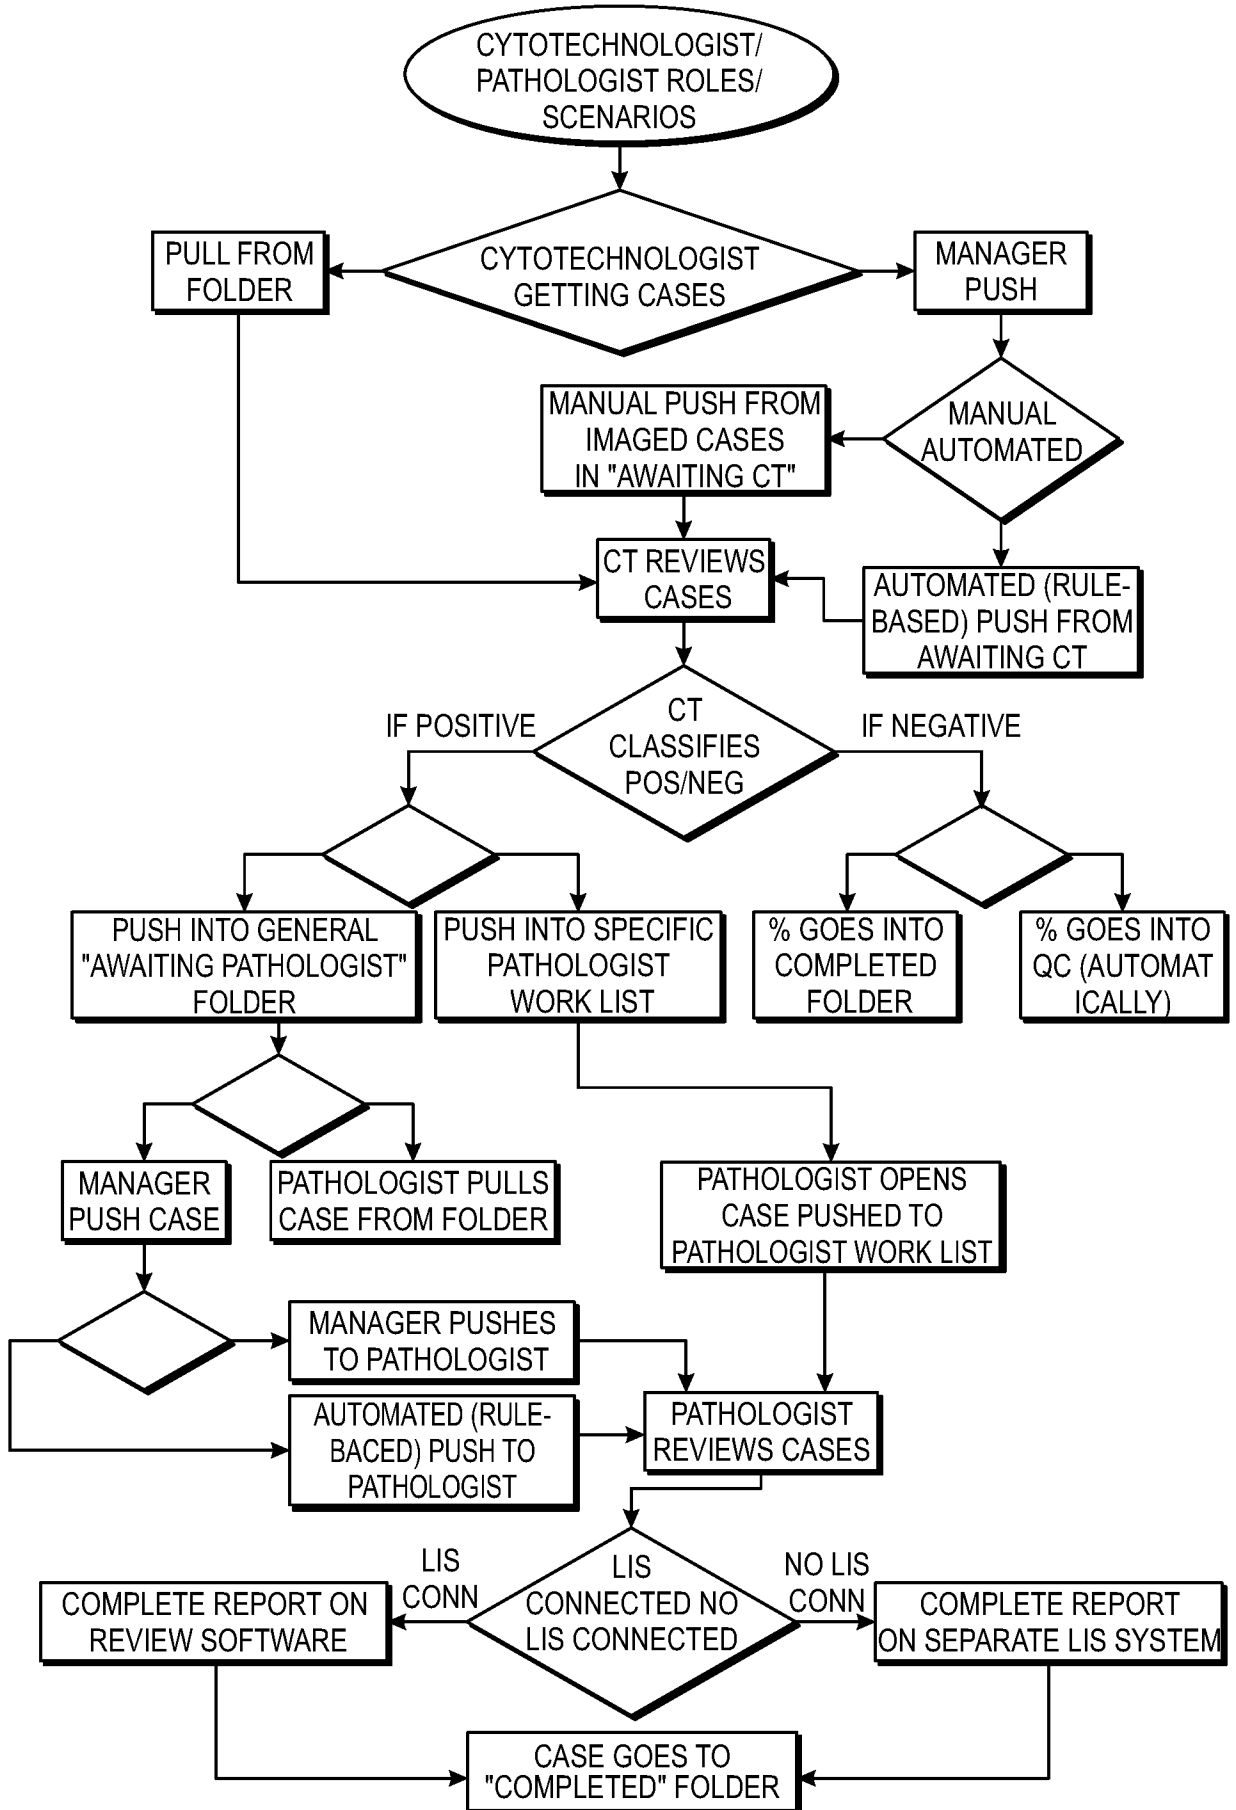 CYTOTECHNOLOGIST/
PATHOLOGIST ROLES/
SCENARIOS
PULL FROM
FOLDER
CYTOTECHNOLOGIST
GETTING CASES
MANAGER
PUSH
MANUAL PUSH FROM
IMAGED CASES
IN "AWAITING CT"
MANUAL
AUTOMATED
CT REVIEWS
CASES
AUTOMATED (RULE-
BASED) PUSH FROM
AWAITING CT
IF POSITIVE
CT
CLASSIFIES
POS/NEG
IF NEGATIVE
PUSH INTO GENERAL
"AWAITING PATHOLOGIST"
FOLDER
PUSH INTO SPECIFIC
PATHOLOGIST
WORK LIST
% GOES INTO
COMPLETED
FOLDER
% GOES INTO
QC (AUTOMAT
ICALLY)
MANAGER
PUSH CASE
PATHOLOGIST PULLS
CASE FROM FOLDER
PATHOLOGIST OPENS
CASE PUSHED TO
PATHOLOGIST WORK LIST
MANAGER PUSHES
TO PATHOLOGIST
AUTOMATED (RULE-
BACED) PUSH TO
PATHOLOGIST
PATHOLOGIST
REVIEWS CASES
LIS
CONN
LIS
CONNECTED NO
LIS CONNECTED
NO LIS
CONN
COMPLETE REPORT ON
REVIEW SOFTWARE
COMPLETE REPORT
ON SEPARATE LIS SYSTEM
CASE GOES TO
"COMPLETED" FOLDER